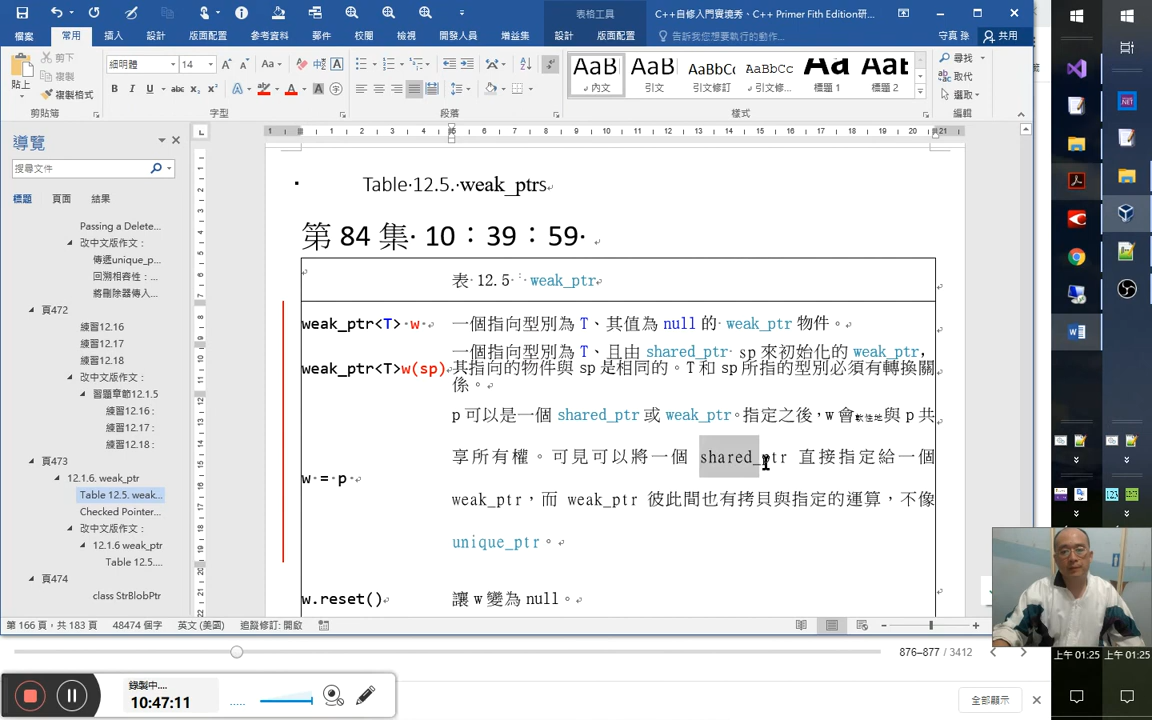 C++自修入門實境秀、C++ Primer Fith Edition研...
表格工具
檔案
常用
插入
設計
版面配置
參考資料
郵件
校閱
檢視
開發人員
增益集
設計
版面配置
告訴我您想要執行的動作...
守真 孫
共用
貼上
剪下
複製
複製格式
剪貼簿
細明體
14
字型
段落
AaB
內文
AaBl
引文
AaBbC
引文修訂
AaBbCcD
引文修...
Aa
標題 1
Aat
標題 2
樣式
尋找
取代
選取
編輯
導覽
搜尋文件
標題
頁面
結果
Passing a Delete...
改中文版作文：
傳遞unique_p...
回溯相容性：...
將刪除器傳入...
頁472
練習12.16
練習12.17
練習12.18
習題章節12.1.5
練習12.16：
練習12.17：
練習12.18：
頁473
12.1.6. weak_ptr
Table 12.5. weak...
Checked Pointer...
改中文版作文：
12.1.6 weak_ptr
Table 12.5....
頁474
class StrBlobPtr
Table 12.5. weak_ptrs
第 84 集 10：39：59
表 12.5：weak_ptr
weak_ptr<T> w
一個指向型別為 T、其值為 null 的 weak_ptr 物件。
weak_ptr<T>w(sp)
一個指向型別為 T、且由 shared_ptr sp 來初始化的 weak_ptr，
其指向的物件與 sp 是相同的。T 和 sp 所指的型別必須有轉換關
係。
w = p
p 可以是一個 shared_ptr 或 weak_ptr。指定之後，w 會軟性地與 p 共
享所有權。可見可以將一個 shared_ptr 直接指定給一個
weak_ptr，而 weak_ptr 彼此間也有拷貝與指定的運算，不像
unique_ptr。
w.reset()
讓 w 變為 null。
第 166 頁，共 183 頁
48474 個字
英文 (美國)
追蹤修訂: 開啟
876–877 / 3412
錄製中....
10:47:11
全部顯示
上午 01:25
上午 01:25